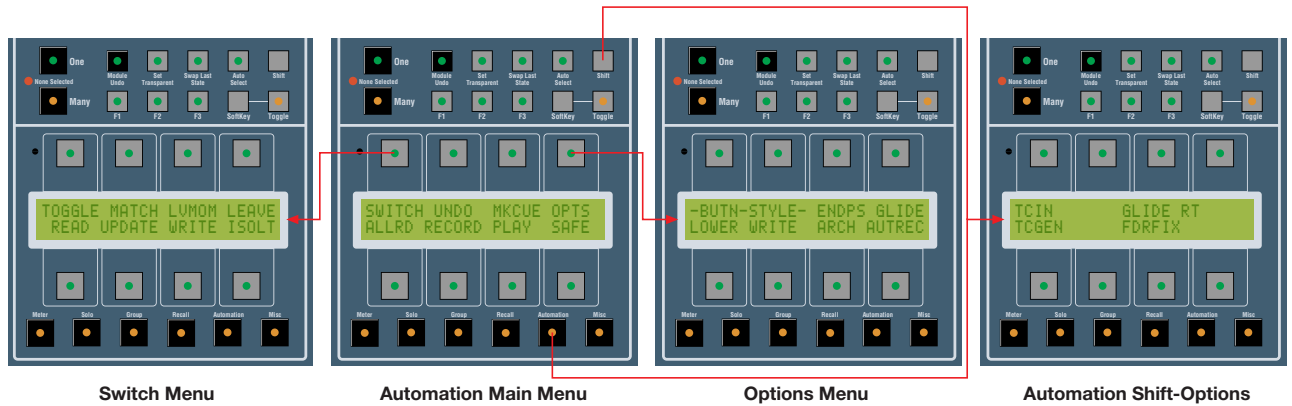 One
None Selected
Many
Module Undo
Set Transparent
Swap Last State
Auto Select
Shift
F1 F2 F3 SoftKey Toggle
TOGGLE MATCH LVMOM LEAVE
READ UPDATE WRITE ISOLT
Meter Solo Group Recall Automation Misc
Switch Menu
One
None Selected
Many
Module Undo
Set Transparent
Swap Last State
Auto Select
Shift
F1 F2 F3 SoftKey Toggle
SWITCH UNDO MKCUE OPTS
ALLRD RECORD PLAY SAFE
Meter Solo Group Recall Automation Misc
Automation Main Menu
One
None Selected
Many
Module Undo
Set Transparent
Swap Last State
Auto Select
Shift
F1 F2 F3 SoftKey Toggle
-BUTN-STYLE- ENDPS GLIDE
LOWER WRITE ARCH AUTREC
Meter Solo Group Recall Automation Misc
Options Menu
One
None Selected
Many
Module Undo
Set Transparent
Swap Last State
Auto Select
Shift
F1 F2 F3 SoftKey Toggle
TCIN GLIDE RT
TCGEN FDRFIX
Meter Solo Group Recall Automation Misc
Automation Shift-Options